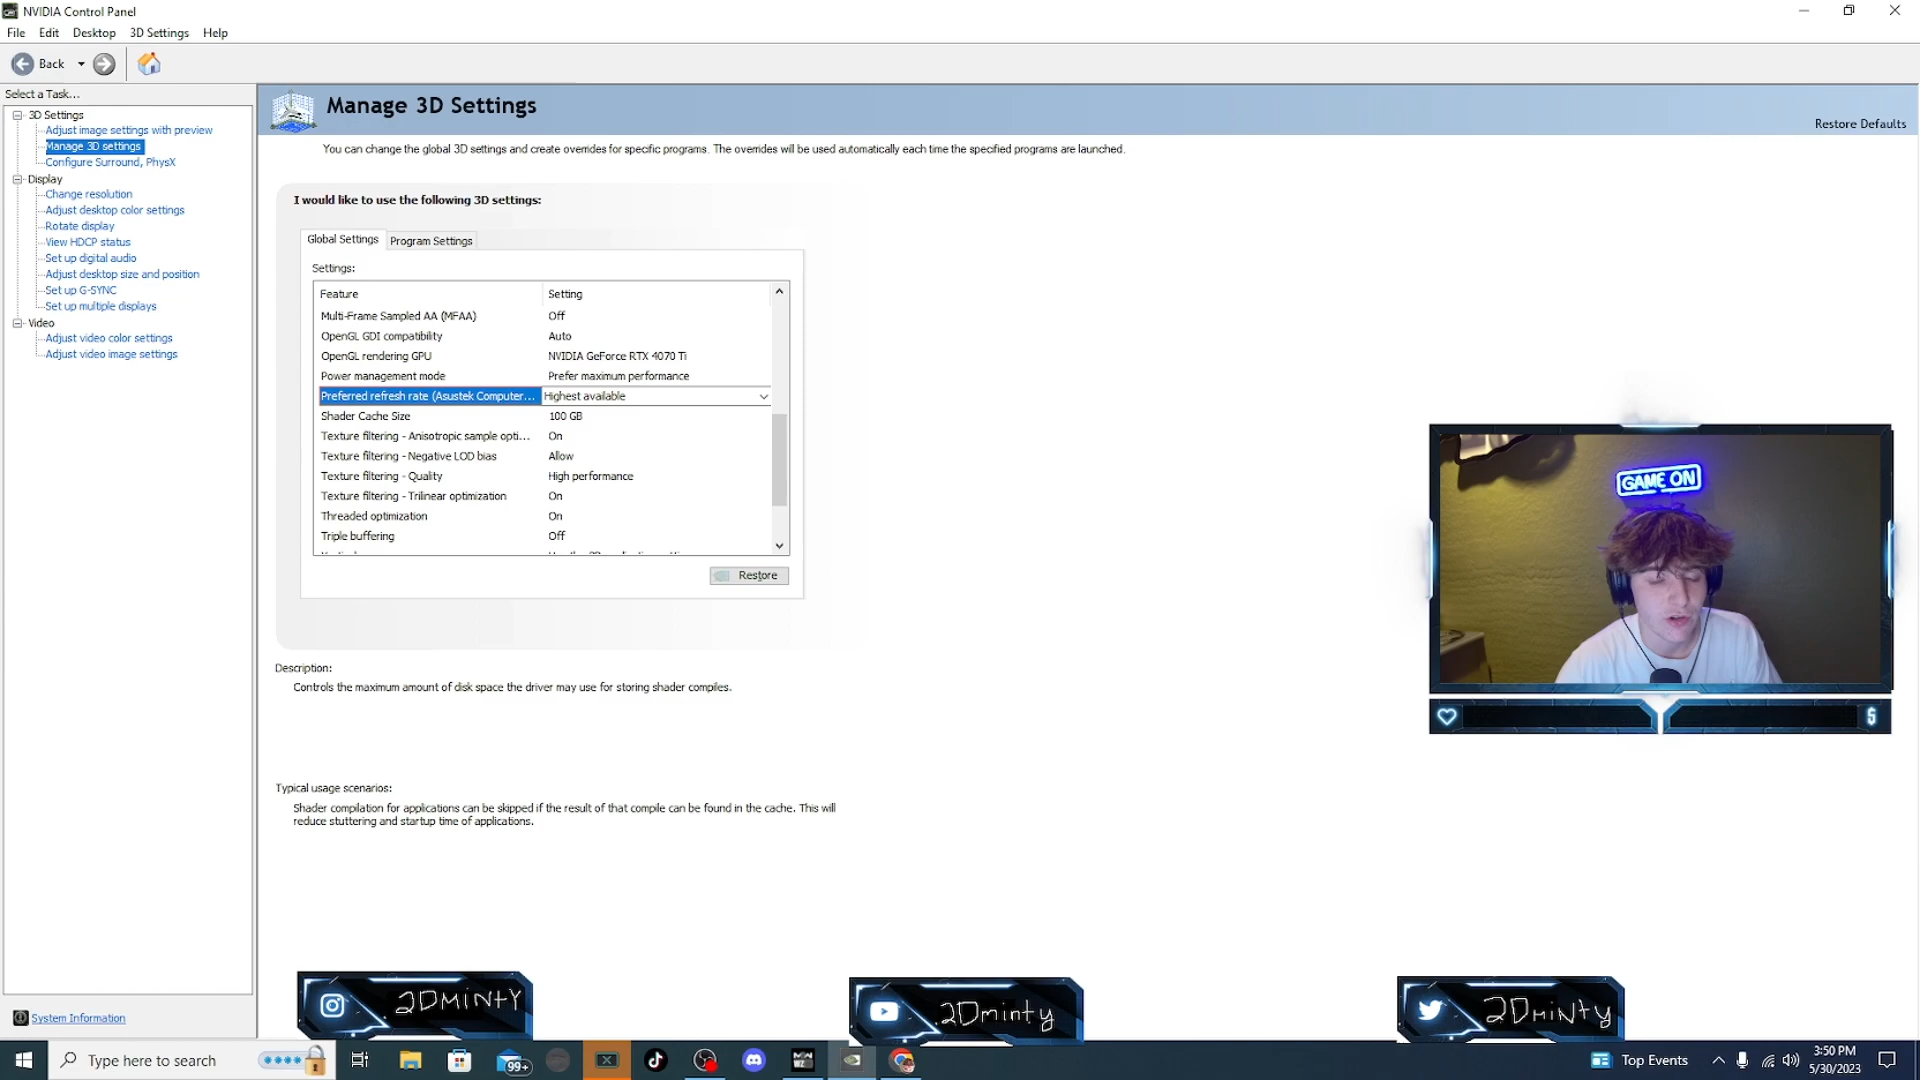 NVIDIA Control Panel
File Edit Desktop 3D Settings Help
Back
Select a Task...
3D Settings
Adjust image settings with preview
Manage 3D settings
Configure Surround, PhysX
Display
Change resolution
Adjust desktop color settings
Rotate display
View HDCP status
Set up digital audio
Adjust desktop size and position
Set up G-SYNC
Set up multiple displays
Video
Adjust video color settings
Adjust video image settings
System Information
Manage 3D Settings
Restore Defaults
You can change the global 3D settings and create overrides for specific programs. The overrides will be used automatically each time the specified programs are launched.
I would like to use the following 3D settings:
Global Settings Program Settings
Settings:
Feature Setting
Multi-Frame Sampled AA (MFAA) Off
OpenGL GDI compatibility Auto
OpenGL rendering GPU NVIDIA GeForce RTX 4070 Ti
Power management mode Prefer maximum performance
Preferred refresh rate (Asustek Computer... Highest available
Shader Cache Size 100 GB
Texture filtering - Anisotropic sample opti... On
Texture filtering - Negative LOD bias Allow
Texture filtering - Quality High performance
Texture filtering - Trilinear optimization On
Threaded optimization On
Triple buffering Off
Restore
Description:
Controls the maximum amount of disk space the driver may use for storing shader compiles.
Typical usage scenarios:
Shader compilation for applications can be skipped if the result of that compile can be found in the cache. This will
reduce stuttering and startup time of applications.
GAME ON
$
2DMINTY
2Dminty
2DMiNty
Type here to search
99+
MW
WZ
Top Events
3:50 PM
5/30/2023